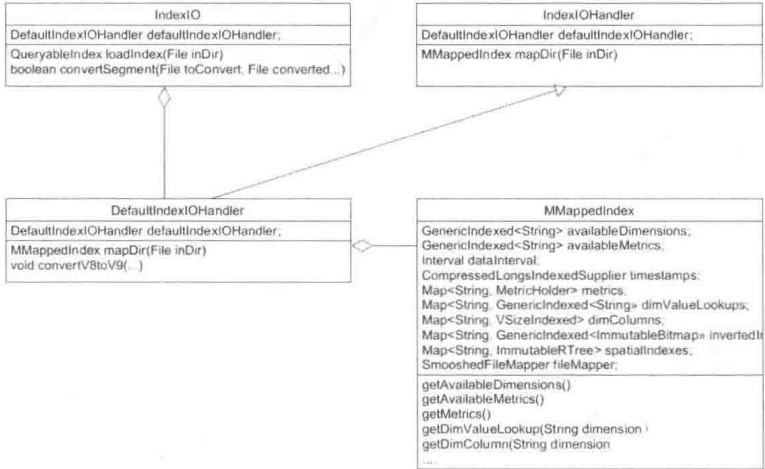 IndexIO
DefaultIndexIOHandler defaultIndexIOHandler;
QueryableIndex loadIndex(File inDir)
boolean convertSegment(File toConvert, File converted...)
IndexIOHandler
DefaultIndexIOHandler defaultIndexIOHandler;
MMappedIndex mapDir(File inDir)
DefaultIndexIOHandler
DefaultIndexIOHandler defaultIndexIOHandler;
MMappedIndex mapDir(File inDir)
void convertV8toV9(...)
MMappedIndex
GenericIndexed<String> availableDimensions;
GenericIndexed<String> availableMetrics;
Interval dataInterval;
CompressedLongsIndexedSupplier timestamps;
Map<String, MetricHolder> metrics;
Map<String, GenericIndexed<String>> dimValueLookups;
Map<String, VSizeIndexed> dimColumns;
Map<String, GenericIndexed<ImmutableBitmap>> invertedIn
Map<String, ImmutableRTree> spatialIndexes;
SmooshedFileMapper fileMapper;
getAvailableDimensions()
getAvailableMetrics()
getMetrics()
getDimValueLookup(String dimension
getDimColumn(String dimension
....